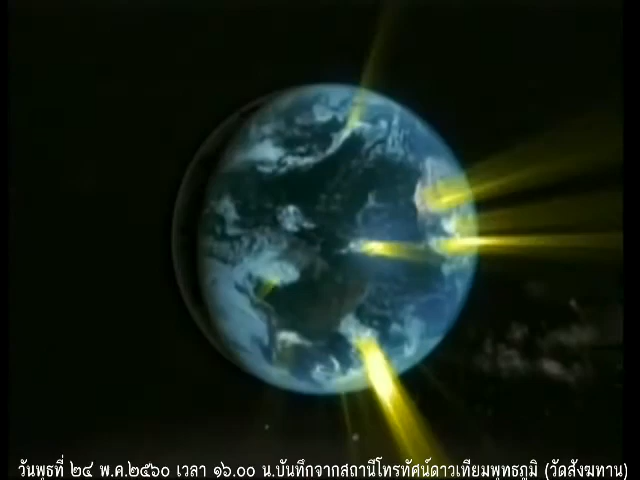 วันพุธที่ ๒๔ พ.ค.๒๕๖๐ เวลา ๑๖.๐๐ น.บันทึกจากสถานีโทรทัศน์ดาวเทียมพุทธภูมิ (วัดสังฆทาน)